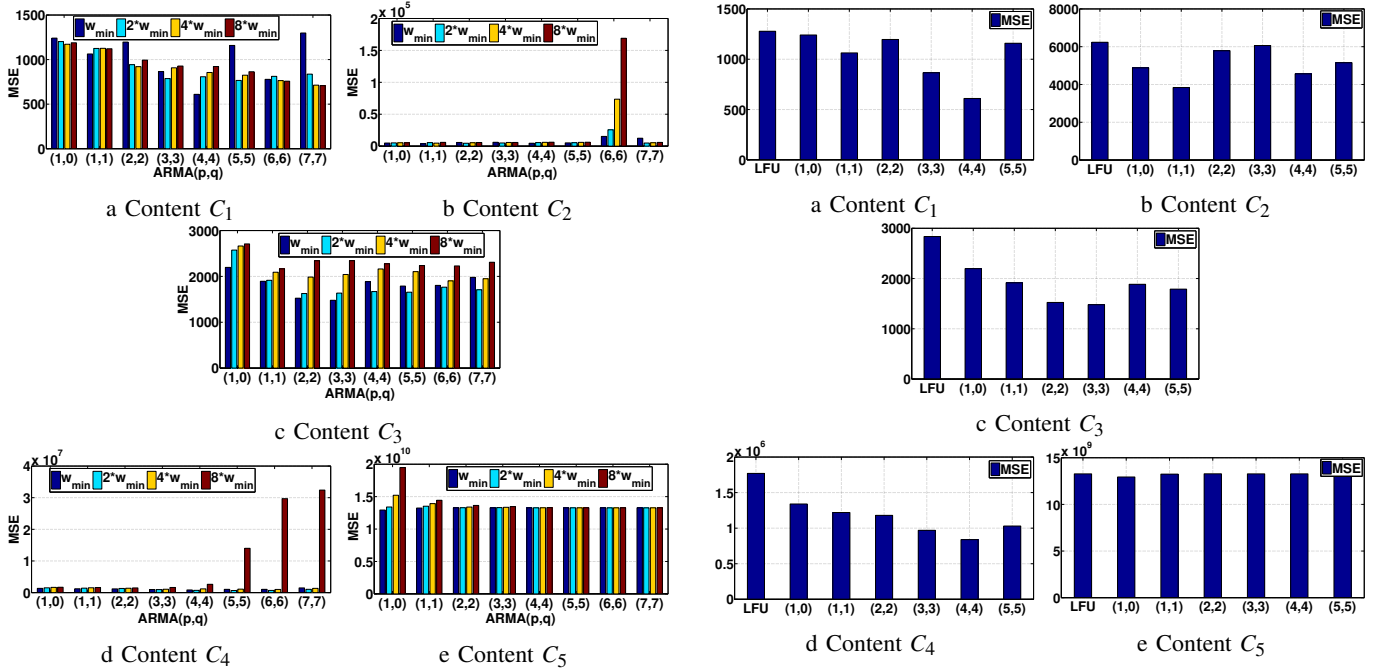 1500
1000
500
0
MSE
w_min 2*w_min 4*w_min 8*w_min
(1,0) (1,1) (2,2) (3,3) (4,4) (5,5) (6,6) (7,7)
ARMA(p,q)
a Content C_1
x 10^5
2
1.5
1
0.5
0
MSE
w_min 2*w_min 4*w_min 8*w_min
(1,0) (1,1) (2,2) (3,3) (4,4) (5,5) (6,6) (7,7)
ARMA(p,q)
b Content C_2
3000
2000
1000
0
MSE
w_min 2*w_min 4*w_min 8*w_min
(1,0) (1,1) (2,2) (3,3) (4,4) (5,5) (6,6) (7,7)
ARMA(p,q)
c Content C_3
x 10^7
4
3
2
1
0
MSE
w_min 2*w_min 4*w_min 8*w_min
(1,0) (1,1) (2,2) (3,3) (4,4) (5,5) (6,6) (7,7)
ARMA(p,q)
d Content C_4
x 10^10
2
1.5
1
0.5
0
MSE
w_min 2*w_min 4*w_min 8*w_min
(1,0) (1,1) (2,2) (3,3) (4,4) (5,5) (6,6) (7,7)
ARMA(p,q)
e Content C_5
1500
1000
500
0
MSE
LFU (1,0) (1,1) (2,2) (3,3) (4,4) (5,5)
a Content C_1
8000
6000
4000
2000
0
MSE
LFU (1,0) (1,1) (2,2) (3,3) (4,4) (5,5)
b Content C_2
3000
2000
1000
0
MSE
LFU (1,0) (1,1) (2,2) (3,3) (4,4) (5,5)
c Content C_3
x 10^6
2
1.5
1
0.5
0
MSE
LFU (1,0) (1,1) (2,2) (3,3) (4,4) (5,5)
d Content C_4
x 10^9
15
10
5
0
MSE
LFU (1,0) (1,1) (2,2) (3,3) (4,4) (5,5)
e Content C_5